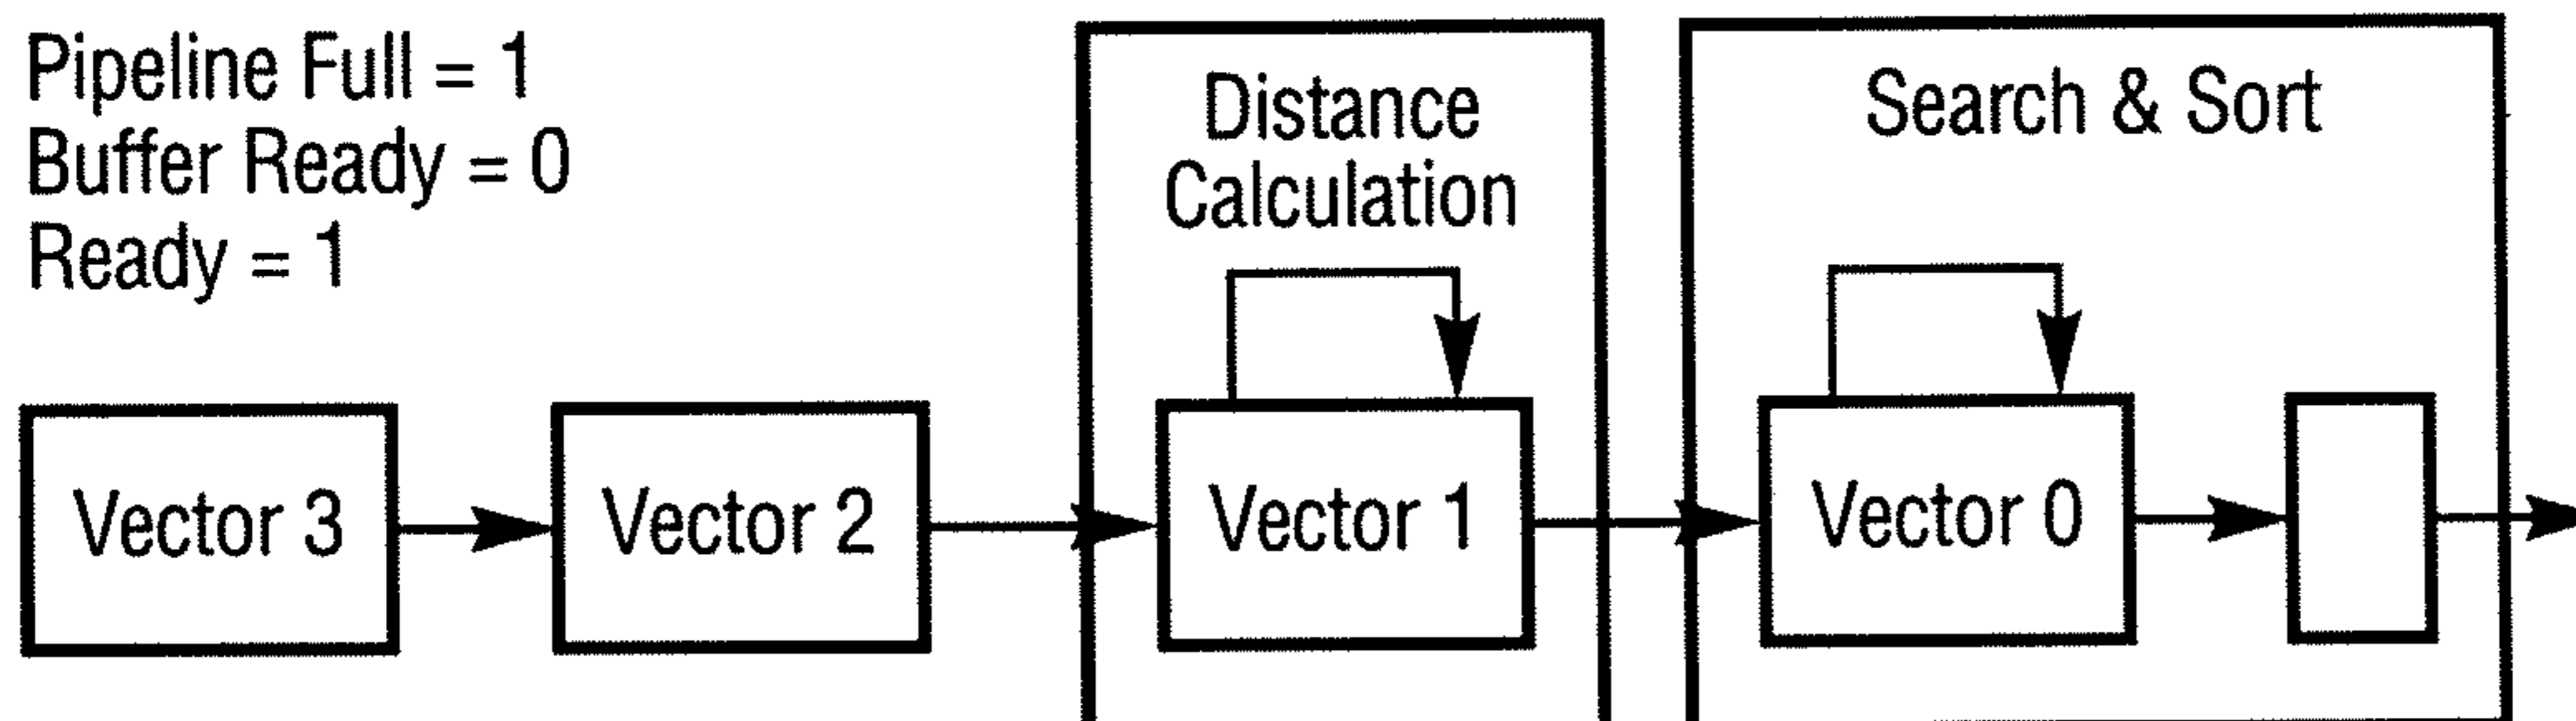 Pipeline Full = 1
Buffer Ready = 0
Ready = 1
Distance
Calculation
Search & Sort
Vector 3
Vector 2
Vector 1
Vector 0